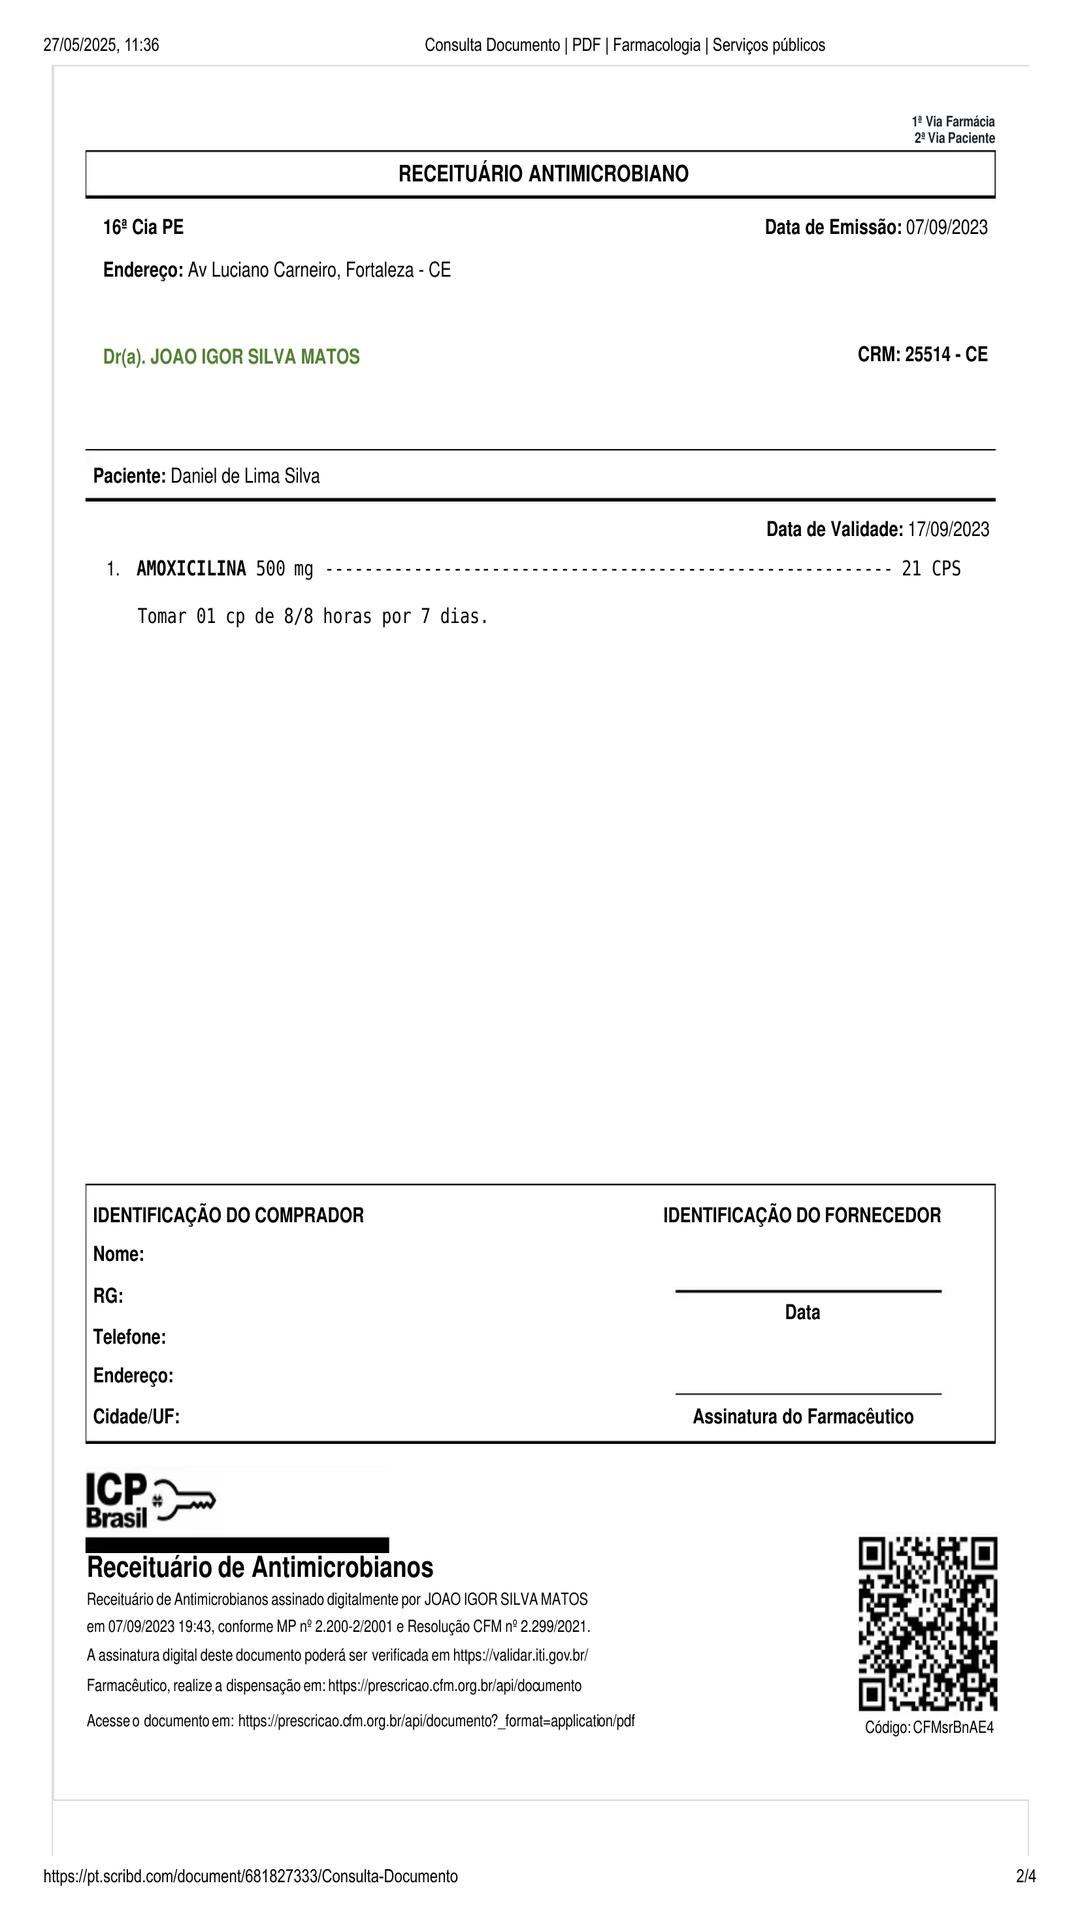 27/05/2025, 11:36 Consulta Documento | PDF | Farmacologia | Serviços públicos
1ª Via Farmácia
2ª Via Paciente
RECEITUÁRIO ANTIMICROBIANO
16ª Cia PE Data de Emissão: 07/09/2023
Endereço: Av Luciano Carneiro, Fortaleza - CE
Dr(a). JOAO IGOR SILVA MATOS CRM: 25514 - CE
Paciente: Daniel de Lima Silva
Data de Validade: 17/09/2023
1. AMOXICILINA 500 mg ---------------------------------------------------------- 21 CPS
Tomar 01 cp de 8/8 horas por 7 dias.
IDENTIFICAÇÃO DO COMPRADOR IDENTIFICAÇÃO DO FORNECEDOR
Nome:
RG:
Data
Telefone:
Endereço:
Cidade/UF: Assinatura do Farmacêutico
ICP
Brasil
Receituário de Antimicrobianos
Receituário de Antimicrobianos assinado digitalmente por JOAO IGOR SILVA MATOS
em 07/09/2023 19:43, conforme MP nº 2.200-2/2001 e Resolução CFM nº 2.299/2021.
A assinatura digital deste documento poderá ser verificada em https://validar.iti.gov.br/
Farmacêutico, realize a dispensação em: https://prescricao.cfm.org.br/api/documento
Acesse o documento em: https://prescricao.cfm.org.br/api/documento?_format=application/pdf
Código: CFMsrBnAE4
https://pt.scribd.com/document/681827333/Consulta-Documento 2/4